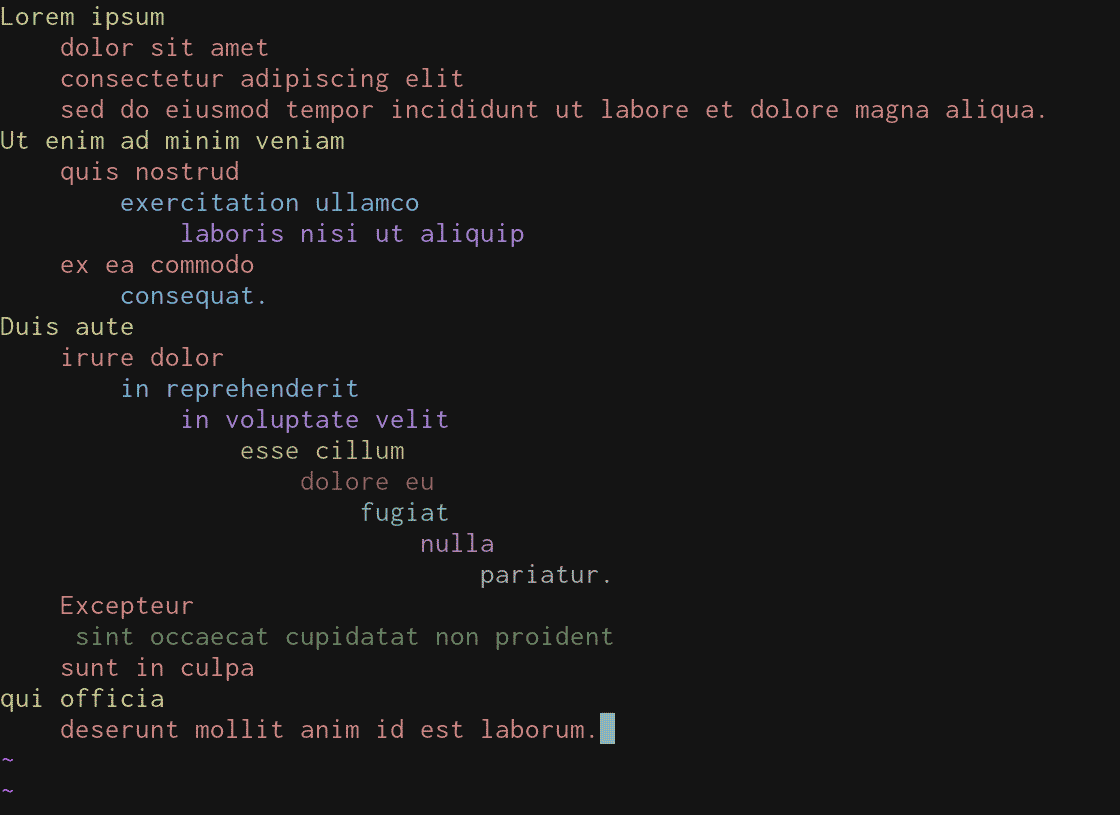 Lorem ipsum
    dolor sit amet
    consectetur adipiscing elit
    sed do eiusmod tempor incididunt ut labore et dolore magna aliqua.
Ut enim ad minim veniam
    quis nostrud
        exercitation ullamco
            laboris nisi ut aliquip
    ex ea commodo
        consequat.
Duis aute
    irure dolor
        in reprehenderit
            in voluptate velit
                esse cillum
                    dolore eu
                        fugiat
                            nulla
                                pariatur.
    Excepteur
     sint occaecat cupidatat non proident
    sunt in culpa
qui officia
    deserunt mollit anim id est laborum.
~
~